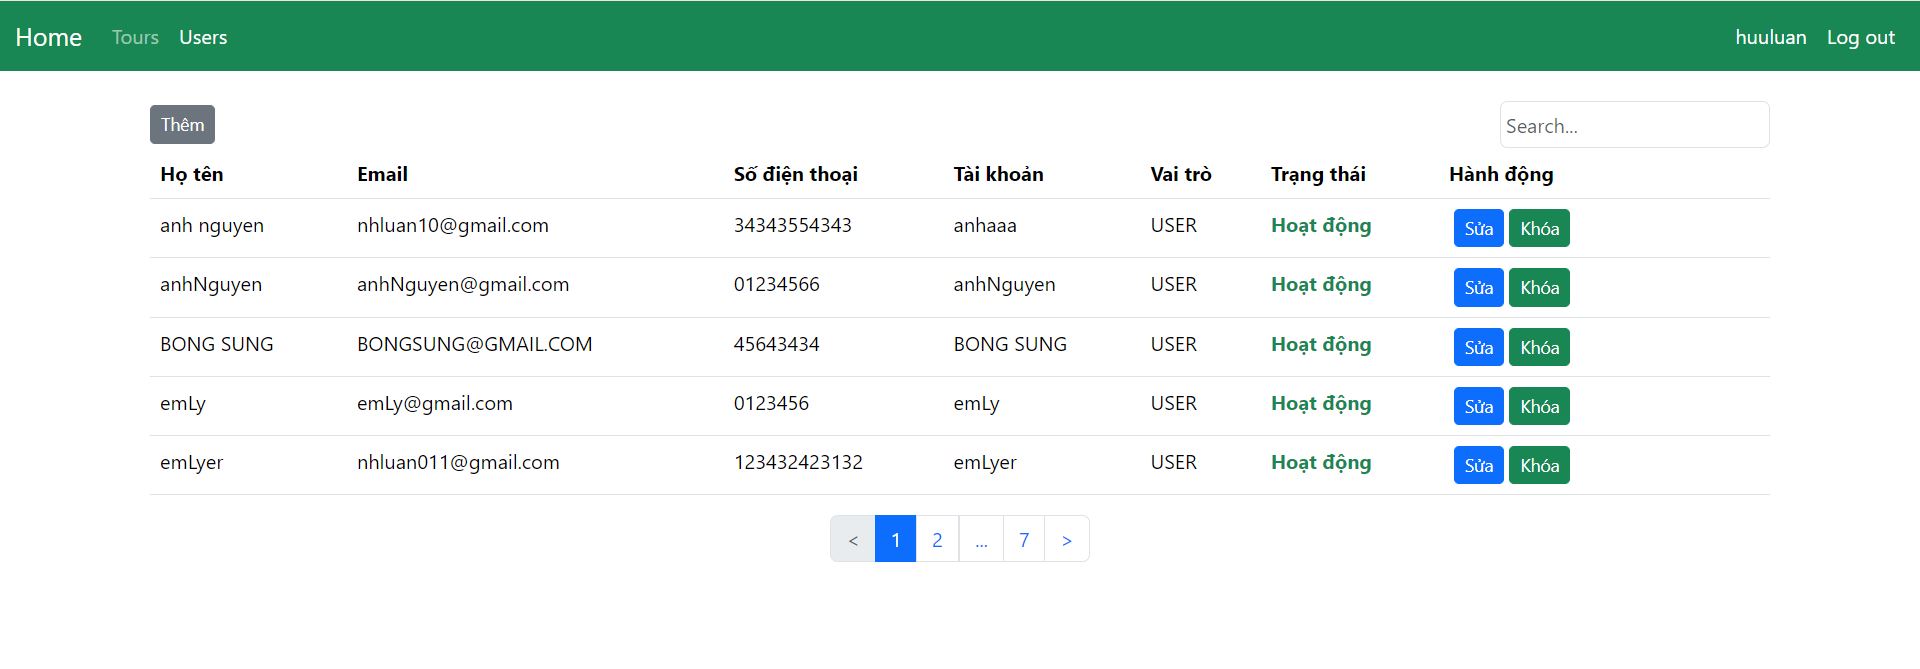 Home Tours Users huuluan Log out
Thêm Search...
Họ tên Email Số điện thoại Tài khoản Vai trò Trạng thái Hành động
anh nguyen nhluan10@gmail.com 34343554343 anhaaa USER Hoạt động Sửa Khóa
anhNguyen anhNguyen@gmail.com 01234566 anhNguyen USER Hoạt động Sửa Khóa
BONG SUNG BONGSUNG@GMAIL.COM 45643434 BONG SUNG USER Hoạt động Sửa Khóa
emLy emLy@gmail.com 0123456 emLy USER Hoạt động Sửa Khóa
emLyer nhluan011@gmail.com 123432423132 emLyer USER Hoạt động Sửa Khóa
< 1 2 ... 7 >